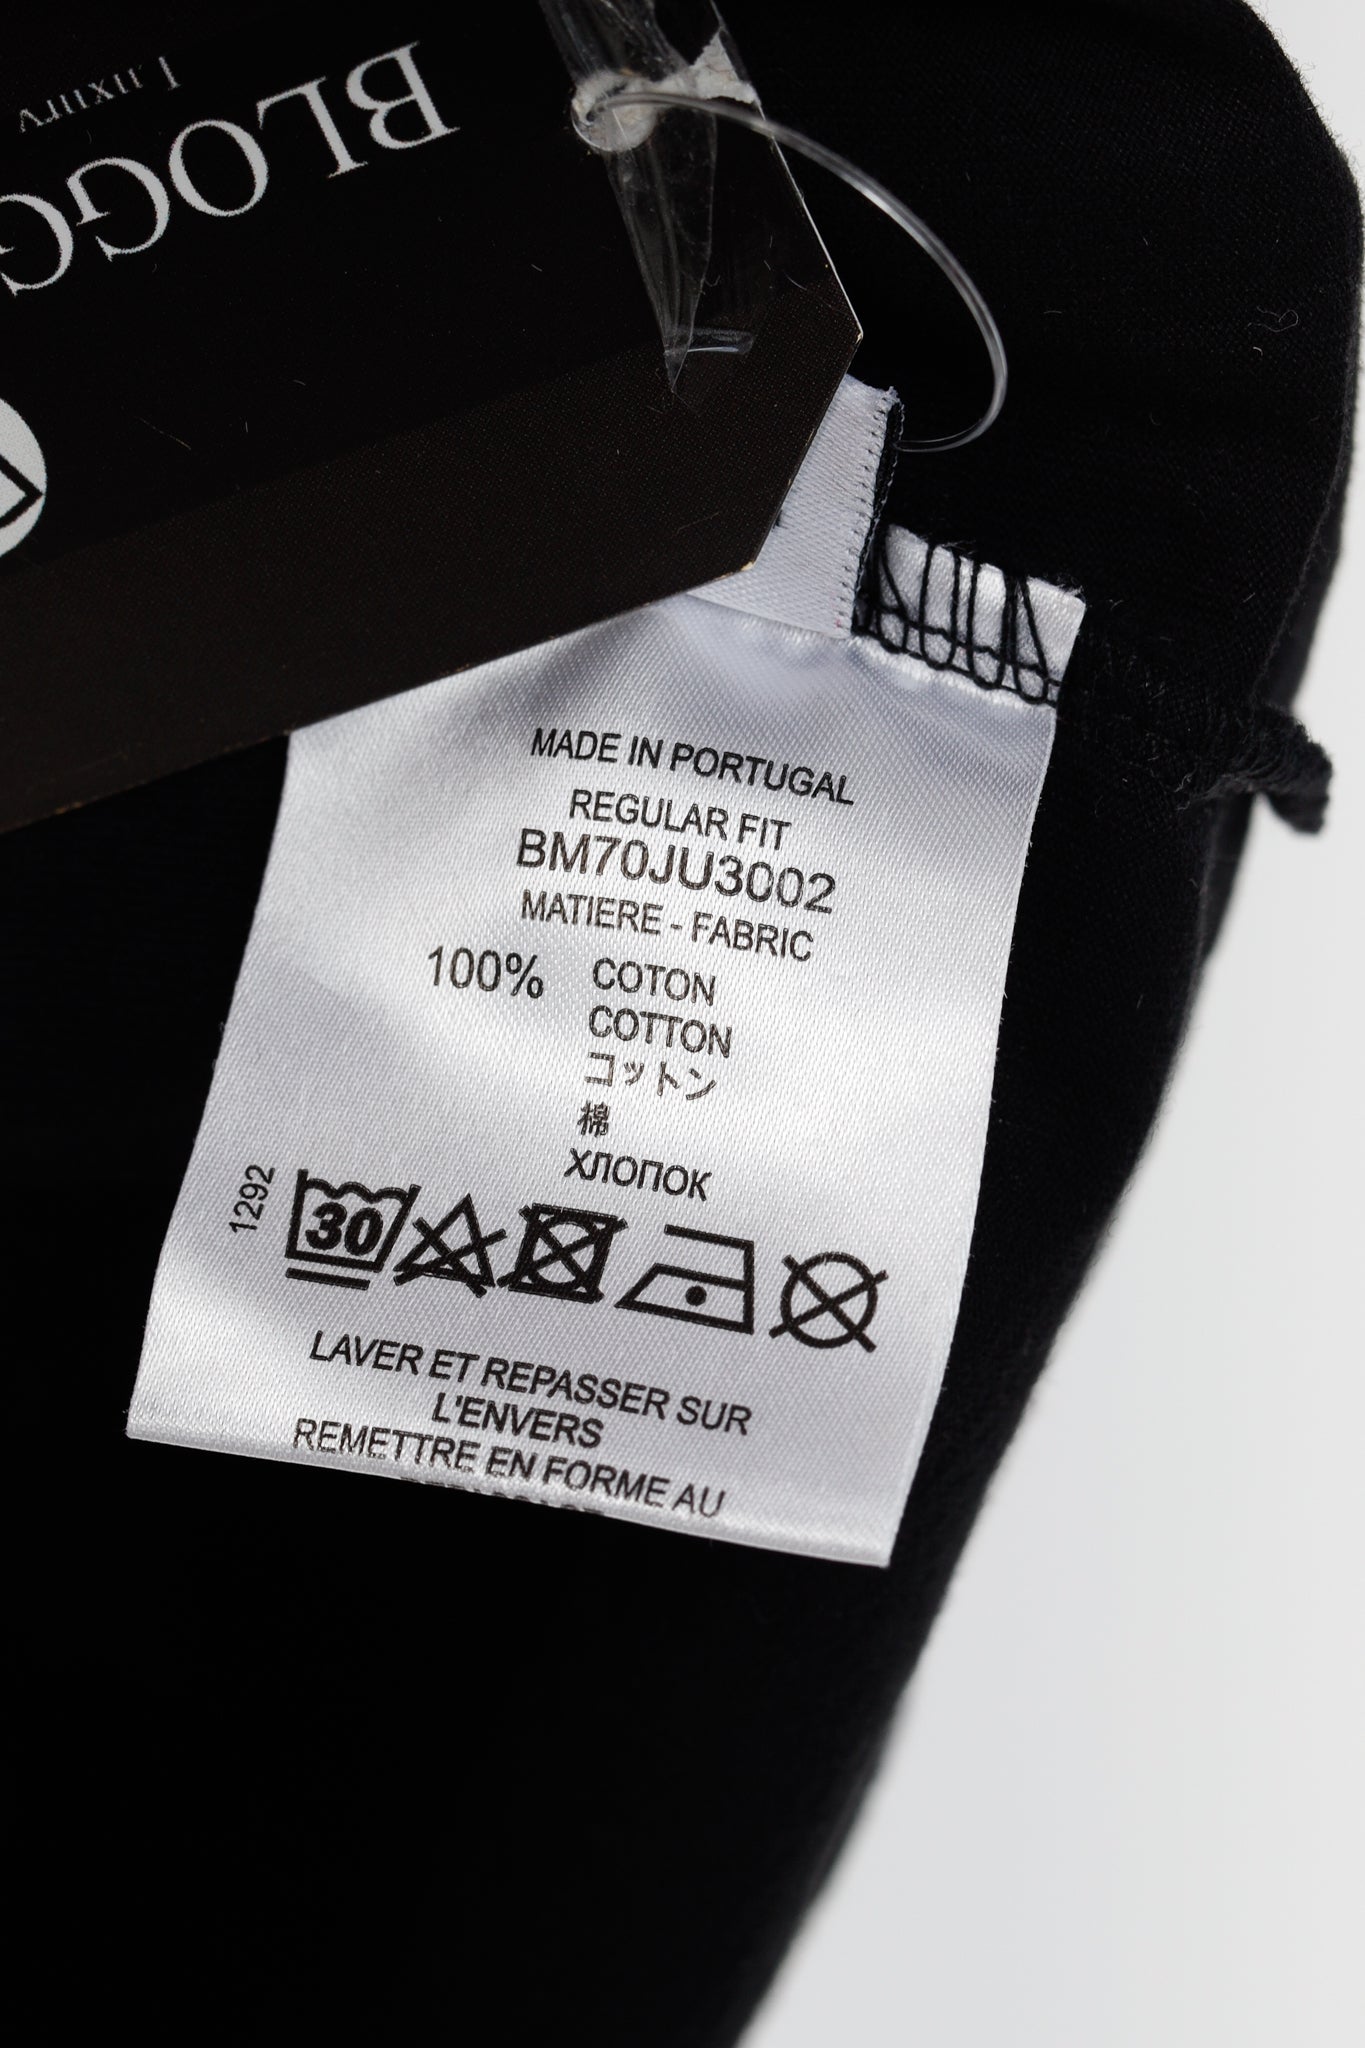 BLOGG
Luxury
MADE IN PORTUGAL
REGULAR FIT
BM70JU3002
MATIERE - FABRIC
100% COTON
COTTON
コットン
棉
ХЛОПОК
1292
30
LAVER ET REPASSER SUR
L'ENVERS
REMETTRE EN FORME AU